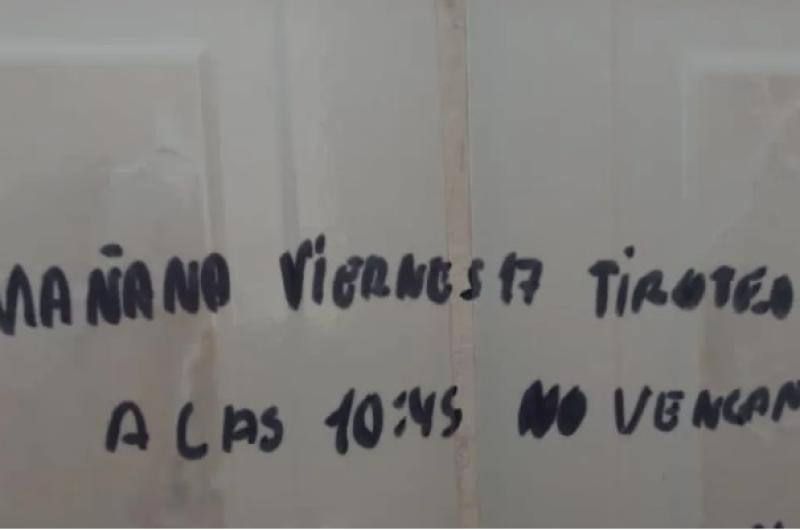 MAÑANA VIERNES 17 TIROTEO
A LAS 10:45 NO VENGAN